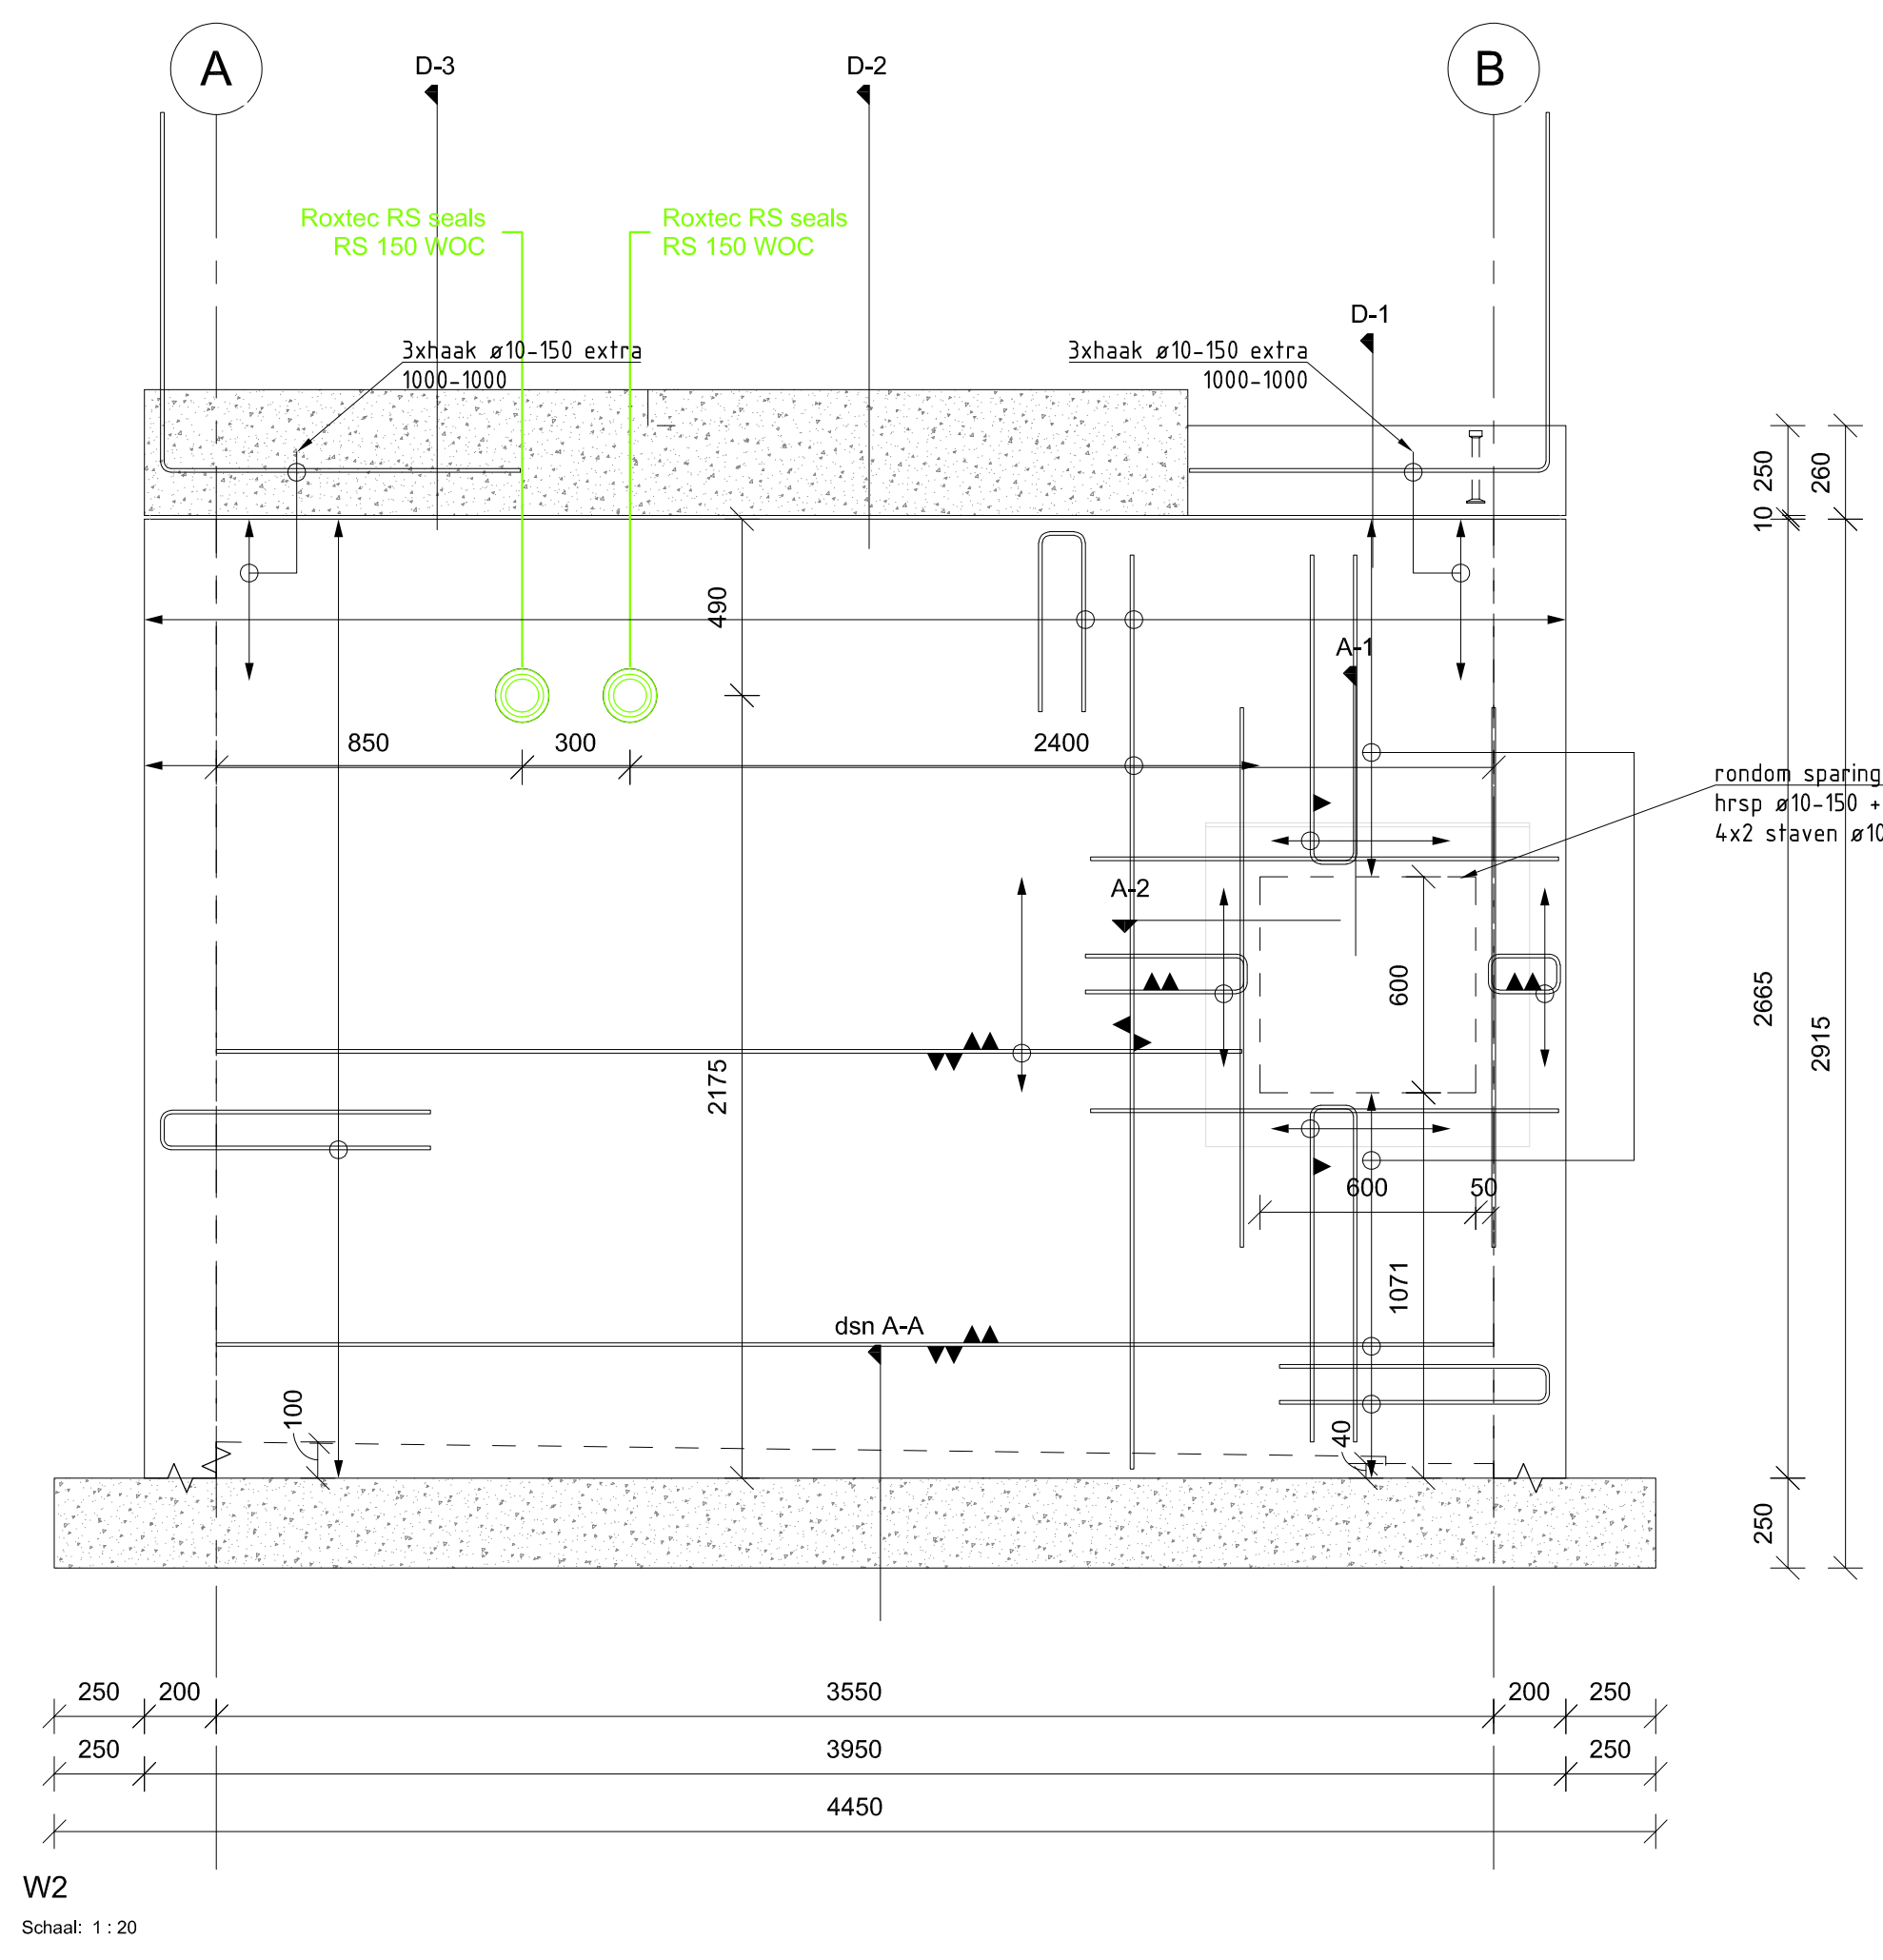 A
B
D-3
D-2
Roxtec RS seals
RS 150 WOC
Roxtec RS seals
RS 150 WOC
D-1
3xhaak ø10-150 extra
1000-1000
3xhaak ø10-150 extra
1000-1000
250
260
10
490
A-1
850
300
2400
rondom sparing
hrsp ø10-150 +
4x2 staven ø10
A-2
600
2665
2915
2175
600
50
1071
dsn A-A
100
40
250
250
200
3550
200
250
250
3950
250
4450
W2
Schaal: 1 : 20